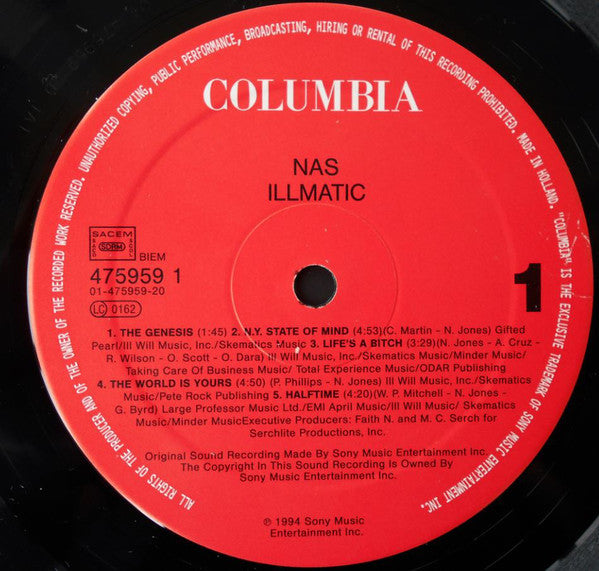 ALL RIGHTS OF THE PRODUCER AND OF THE OWNER OF THE RECORDED WORK RESERVED. UNAUTHORIZED COPYING, PUBLIC PERFORMANCE, BROADCASTING, HIRING OR RENTAL OF THIS RECORDING PROHIBITED. MADE IN HOLLAND. "COLUMBIA" IS THE EXCLUSIVE TRADEMARK OF SONY MUSIC ENTERTAINMENT INC.
COLUMBIA
NAS
ILLMATIC
SACEM
SDRM
BIEM
475959 1
01-475959-20
LC 0162
1
1. THE GENESIS (1:45) 2. N.Y. STATE OF MIND (4:53)(C. Martin - N. Jones) Gifted
Pearl/Ill Will Music, Inc./Skematics Music 3. LIFE'S A BITCH (3:29)(N. Jones - A. Cruz -
R. Wilson - O. Scott - O. Dara) Ill Will Music, Inc./Skematics Music/Minder Music/
Taking Care Of Business Music/ Total Experience Music/ODAR Publishing
4. THE WORLD IS YOURS (4:50) (P. Phillips - N. Jones) Ill Will Music, Inc./Skematics
Music/Pete Rock Publishing 5. HALFTIME (4:20)(W. P. Mitchell - N. Jones -
G. Byrd) Large Professor Music Ltd./EMI April Music/Ill Will Music/ Skematics
Music/Minder MusicExecutive Producers: Faith N. and M. C. Serch for
Serchlite Productions, Inc.
Original Sound Recording Made By Sony Music Entertainment Inc.
The Copyright In This Sound Recording Is Owned By
Sony Music Entertainment Inc.
℗ 1994 Sony Music
Entertainment Inc.